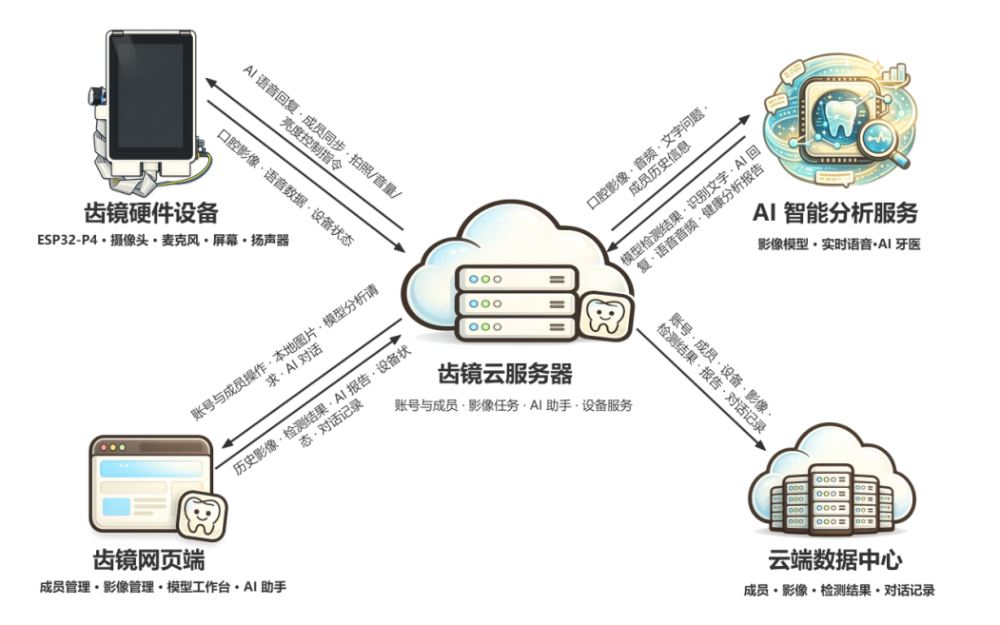 AI 语音回复 · 成员同步 · 拍照/音量/
亮度控制指令
口腔影像 · 语音数据 · 设备状态
齿镜硬件设备
ESP32-P4 · 摄像头 · 麦克风 · 屏幕 · 扬声器
口腔影像 · 音频 · 文字问题 ·
成员历史信息
模型检测结果 · 识别文字 · AI 回
复 · 语音音频 · 健康分析报告
AI 智能分析服务
影像模型 · 实时语音·AI 牙医
齿镜云服务器
账号与成员 · 影像任务 · AI 助手 · 设备服务
账号与成员操作 · 本地图片 · 模型分析请
求 · AI 对话
历史影像 · 检测结果 · AI 报告 · 设备状
态 · 对话记录
齿镜网页端
成员管理 · 影像管理 · 模型工作台 · AI 助手
账号 · 成员 · 设备 · 影像 ·
检测结果 · 报告 · 对话记录
云端数据中心
成员 · 影像 · 检测结果 · 对话记录